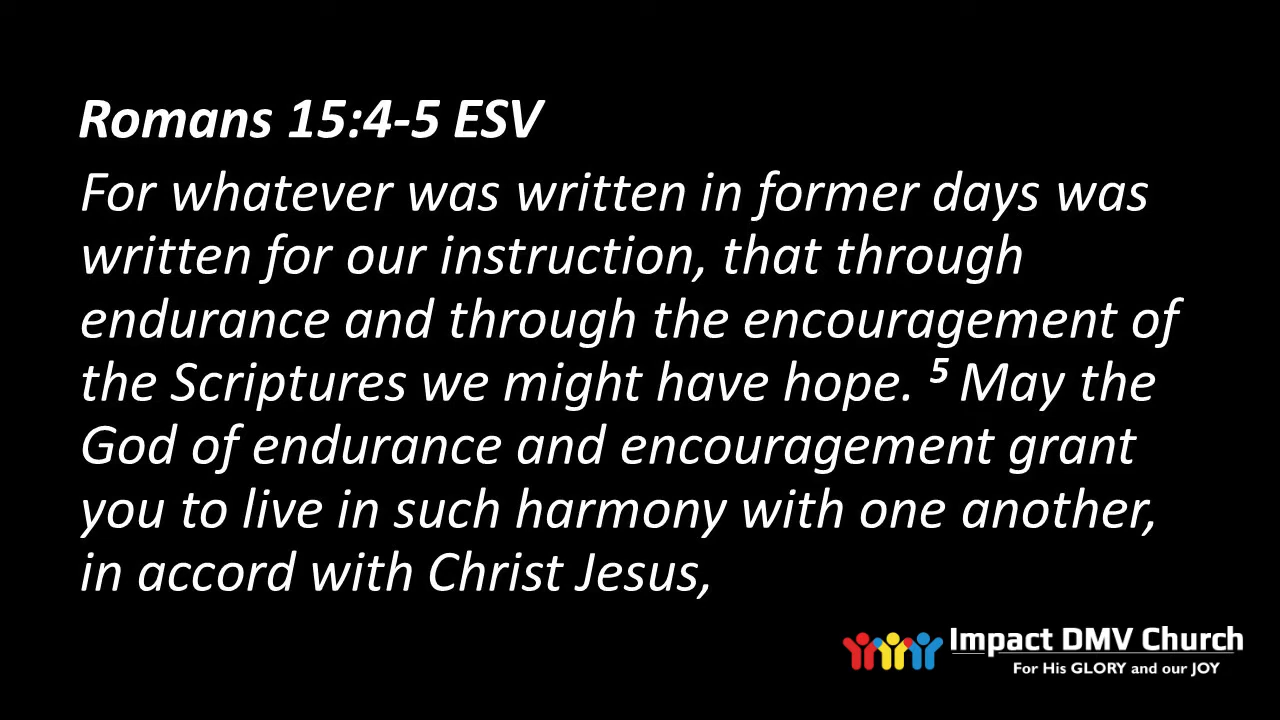 Romans 15:4-5 ESV
For whatever was written in former days was
written for our instruction, that through
endurance and through the encouragement of
the Scriptures we might have hope. 5 May the
God of endurance and encouragement grant
you to live in such harmony with one another,
in accord with Christ Jesus,
Impact DMV Church
For His GLORY and our JOY